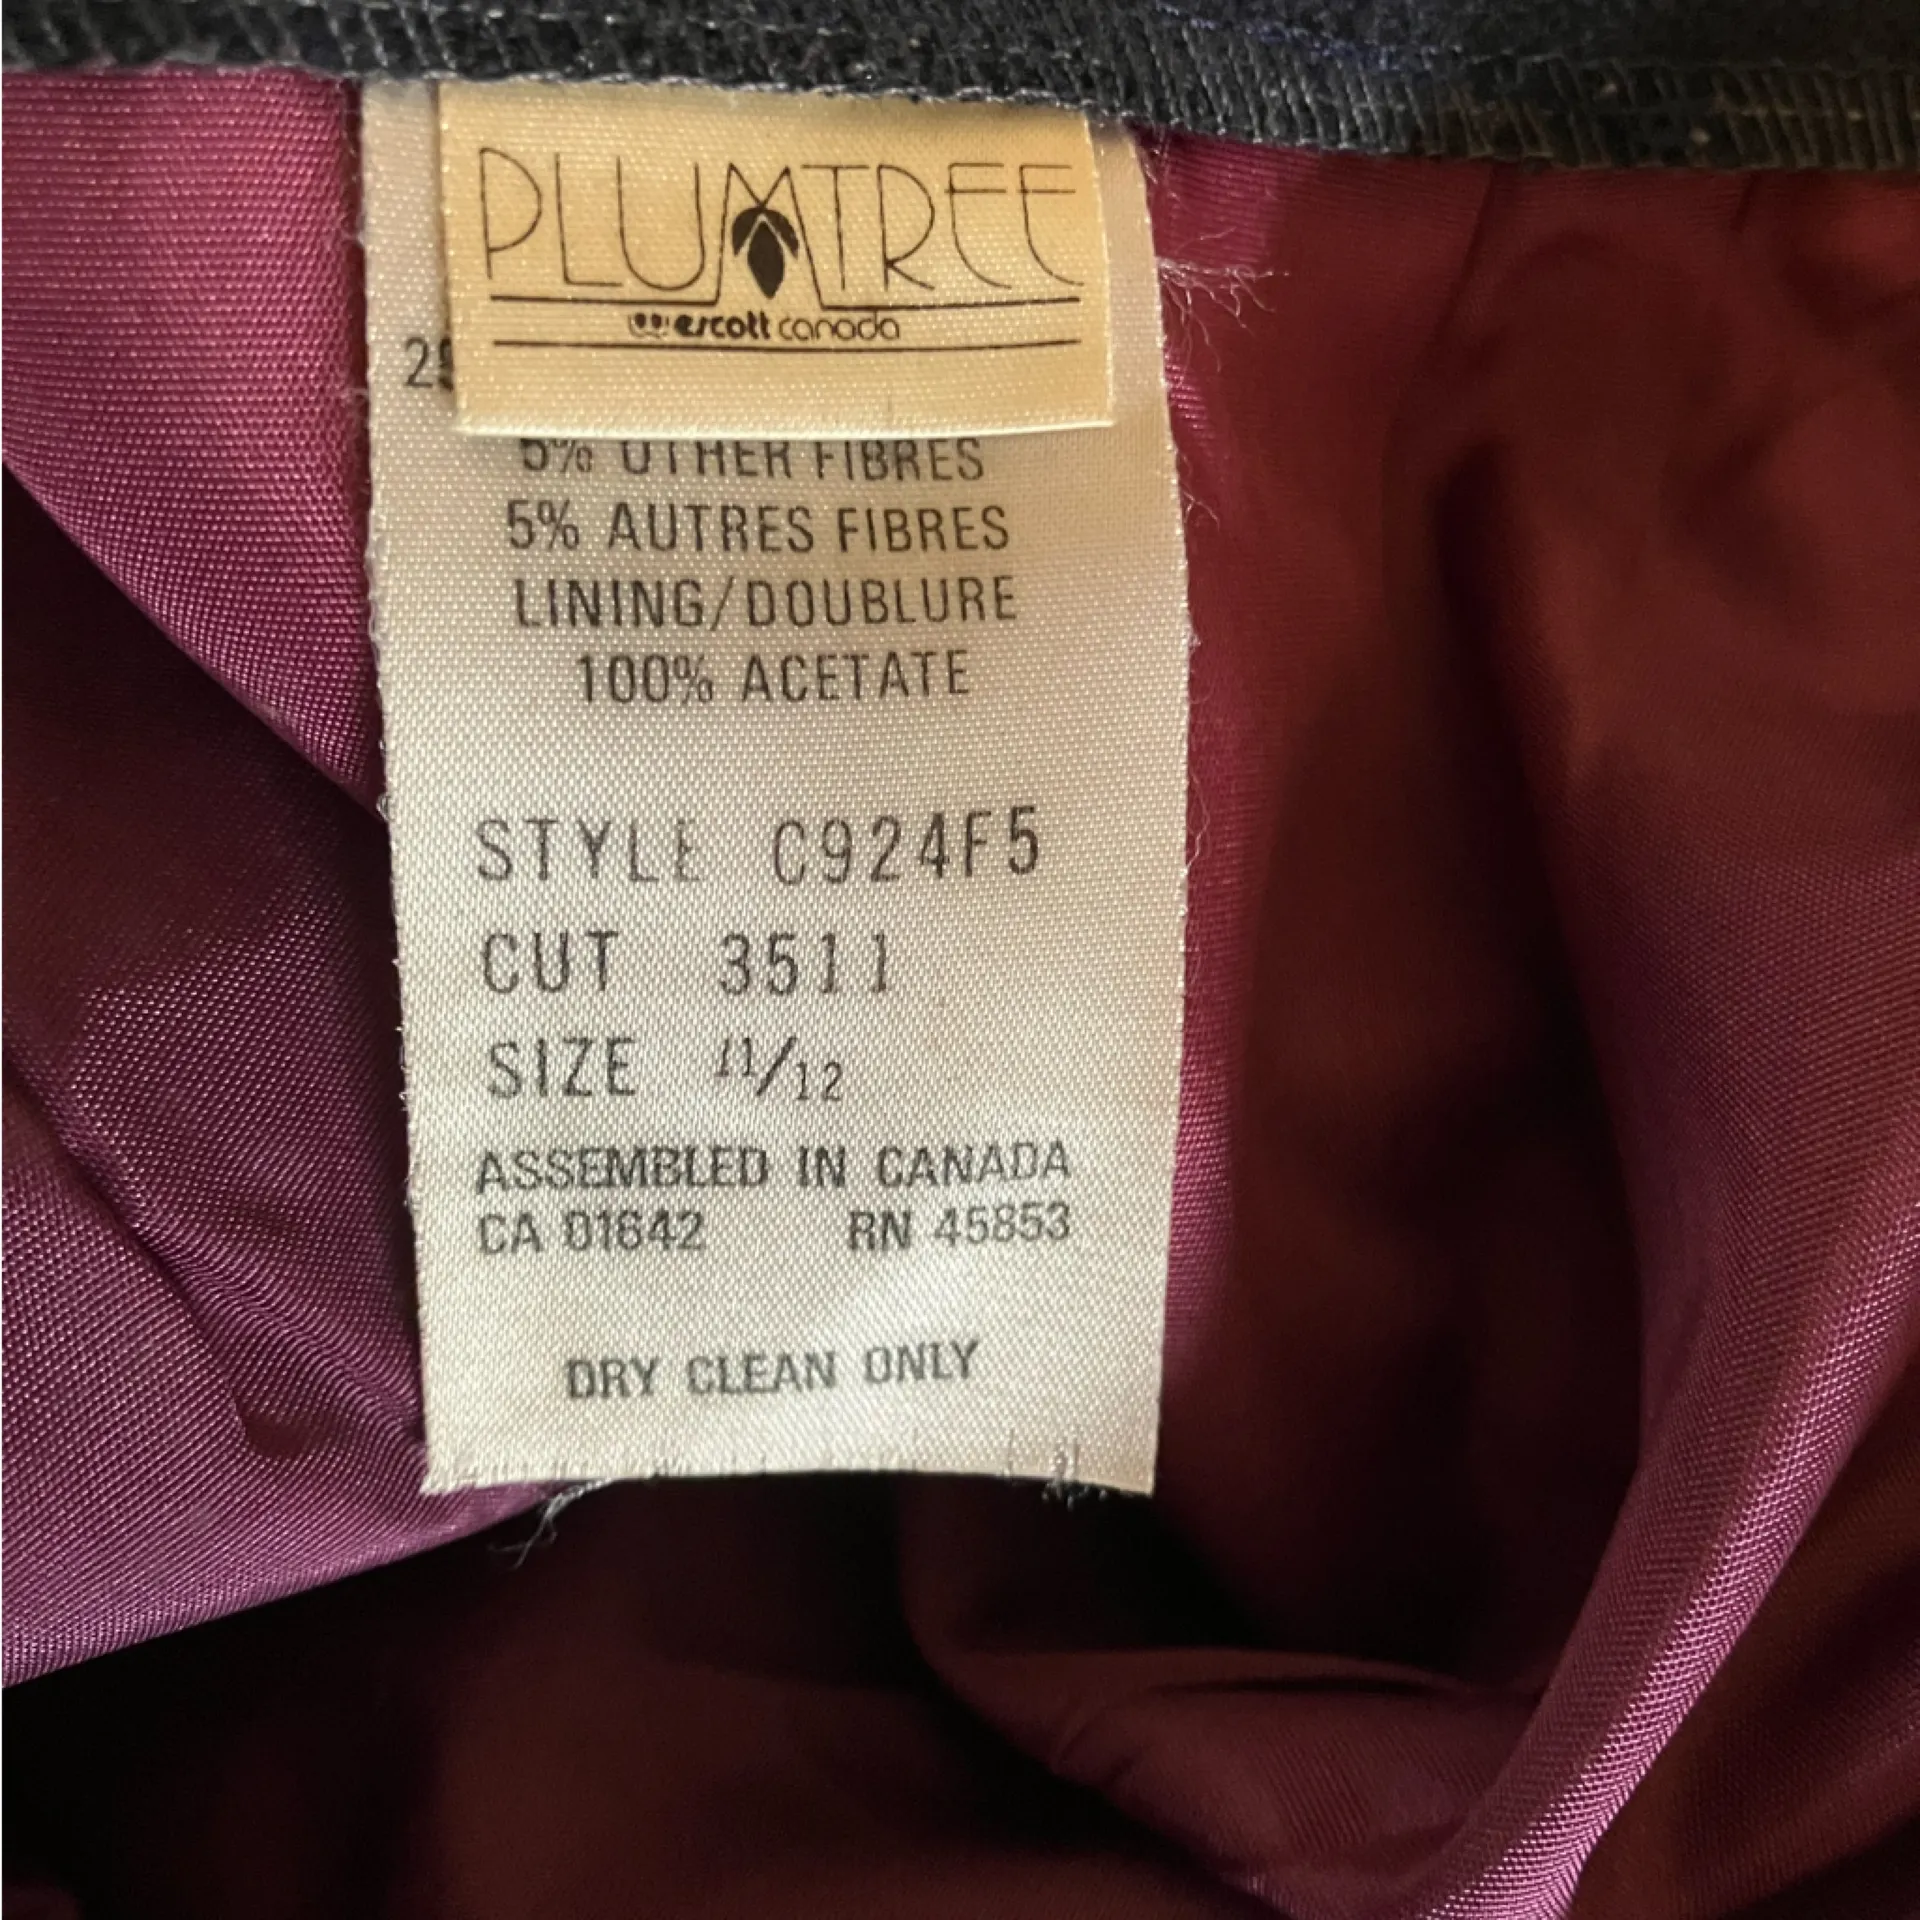 PLUMTREE
wescott canada
5% OTHER FIBRES
5% AUTRES FIBRES
LINING/DOUBLURE
100% ACETATE
STYLE C924F5
CUT 3511
SIZE 11/12
ASSEMBLED IN CANADA
CA 01642 RN 45853
DRY CLEAN ONLY